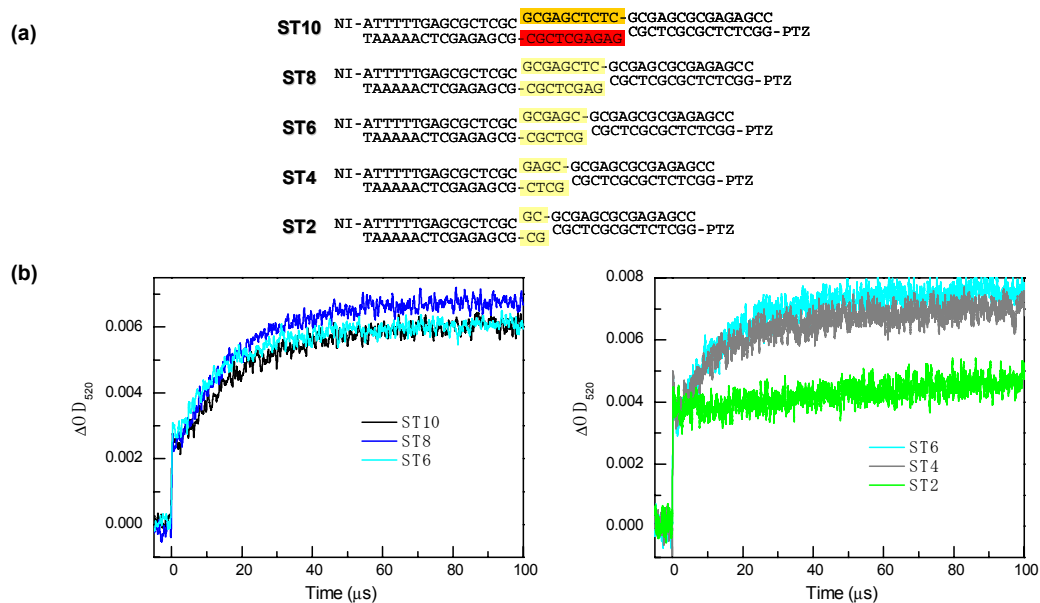 (a)
ST10 NI-ATTTTTGAGCGCTCGC GCGAGCTCTC-GCGAGCGCGAGAGCC
TAAAAACTCGAGAGCG-CGCTCGAGAG CGCTCGCGCTCTCGG-PTZ
ST8 NI-ATTTTTGAGCGCTCGC GCGAGCTC-GCGAGCGCGAGAGCC
TAAAAACTCGAGAGCG-CGCTCGAG CGCTCGCGCTCTCGG-PTZ
ST6 NI-ATTTTTGAGCGCTCGC GCGAGC-GCGAGCGCGAGAGCC
TAAAAACTCGAGAGCG-CGCTCG CGCTCGCGCTCTCGG-PTZ
ST4 NI-ATTTTTGAGCGCTCGC GAGC-GCGAGCGCGAGAGCC
TAAAAACTCGAGAGCG-CTCG CGCTCGCGCTCTCGG-PTZ
ST2 NI-ATTTTTGAGCGCTCGC GC-GCGAGCGCGAGAGCC
TAAAAACTCGAGAGCG-CG CGCTCGCGCTCTCGG-PTZ
(b)
0.006
0.004
0.002
0.000
ΔOD520
ST10
ST8
ST6
0 20 40 60 80 100
Time (μs)
0.008
0.006
0.004
0.002
0.000
ΔOD520
ST6
ST4
ST2
0 20 40 60 80 100
Time (μs)